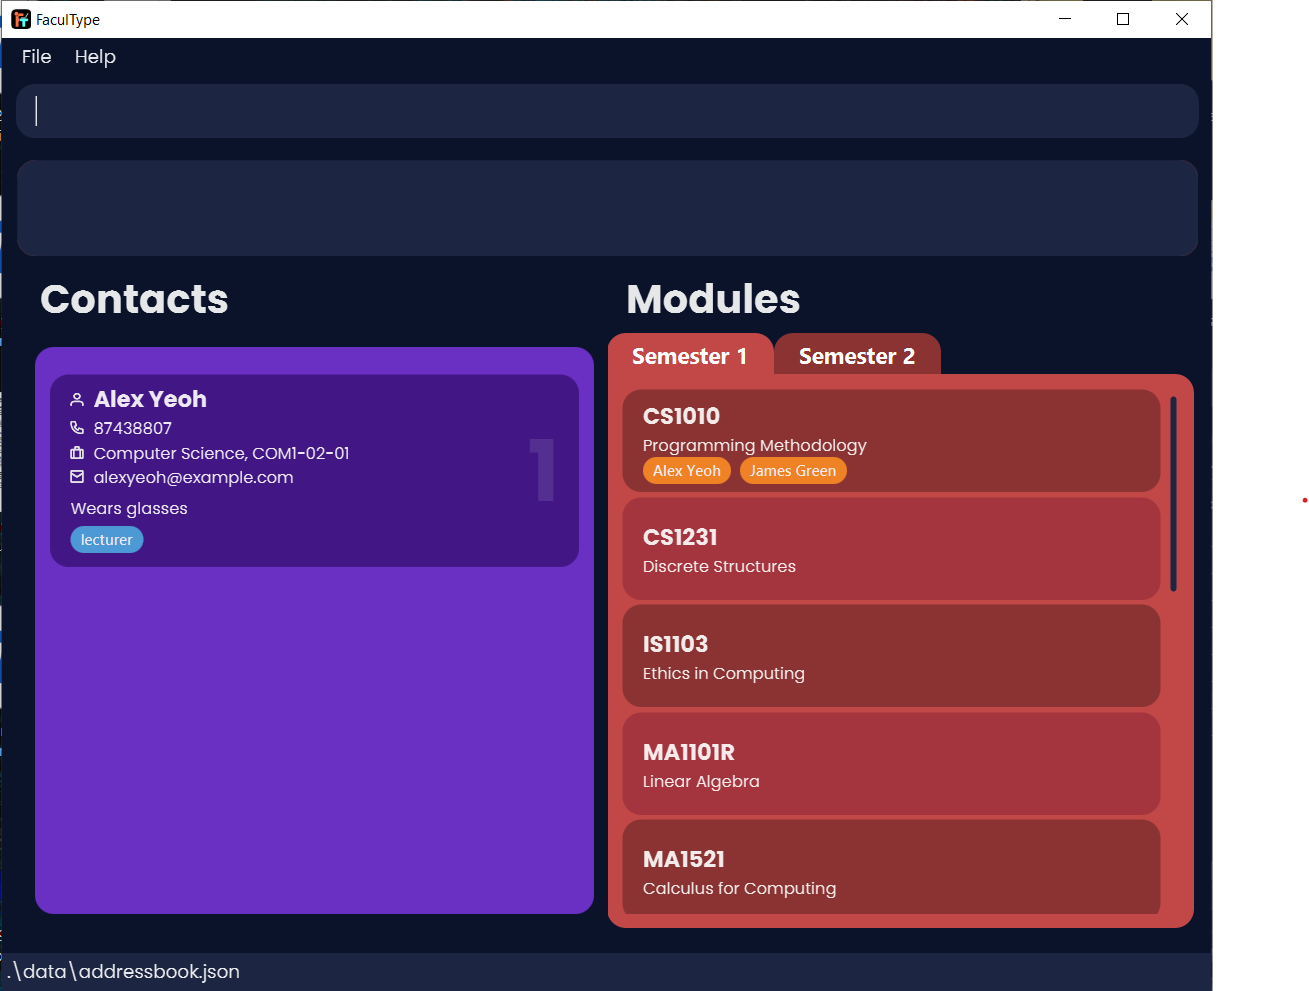 FaculType
File Help
Contacts
Alex Yeoh
87438807
Computer Science, COM1-02-01
alexyeoh@example.com
Wears glasses
lecturer
1
Modules
Semester 1 Semester 2
CS1010
Programming Methodology
Alex Yeoh James Green
CS1231
Discrete Structures
IS1103
Ethics in Computing
MA1101R
Linear Algebra
MA1521
Calculus for Computing
.\data\addressbook.json